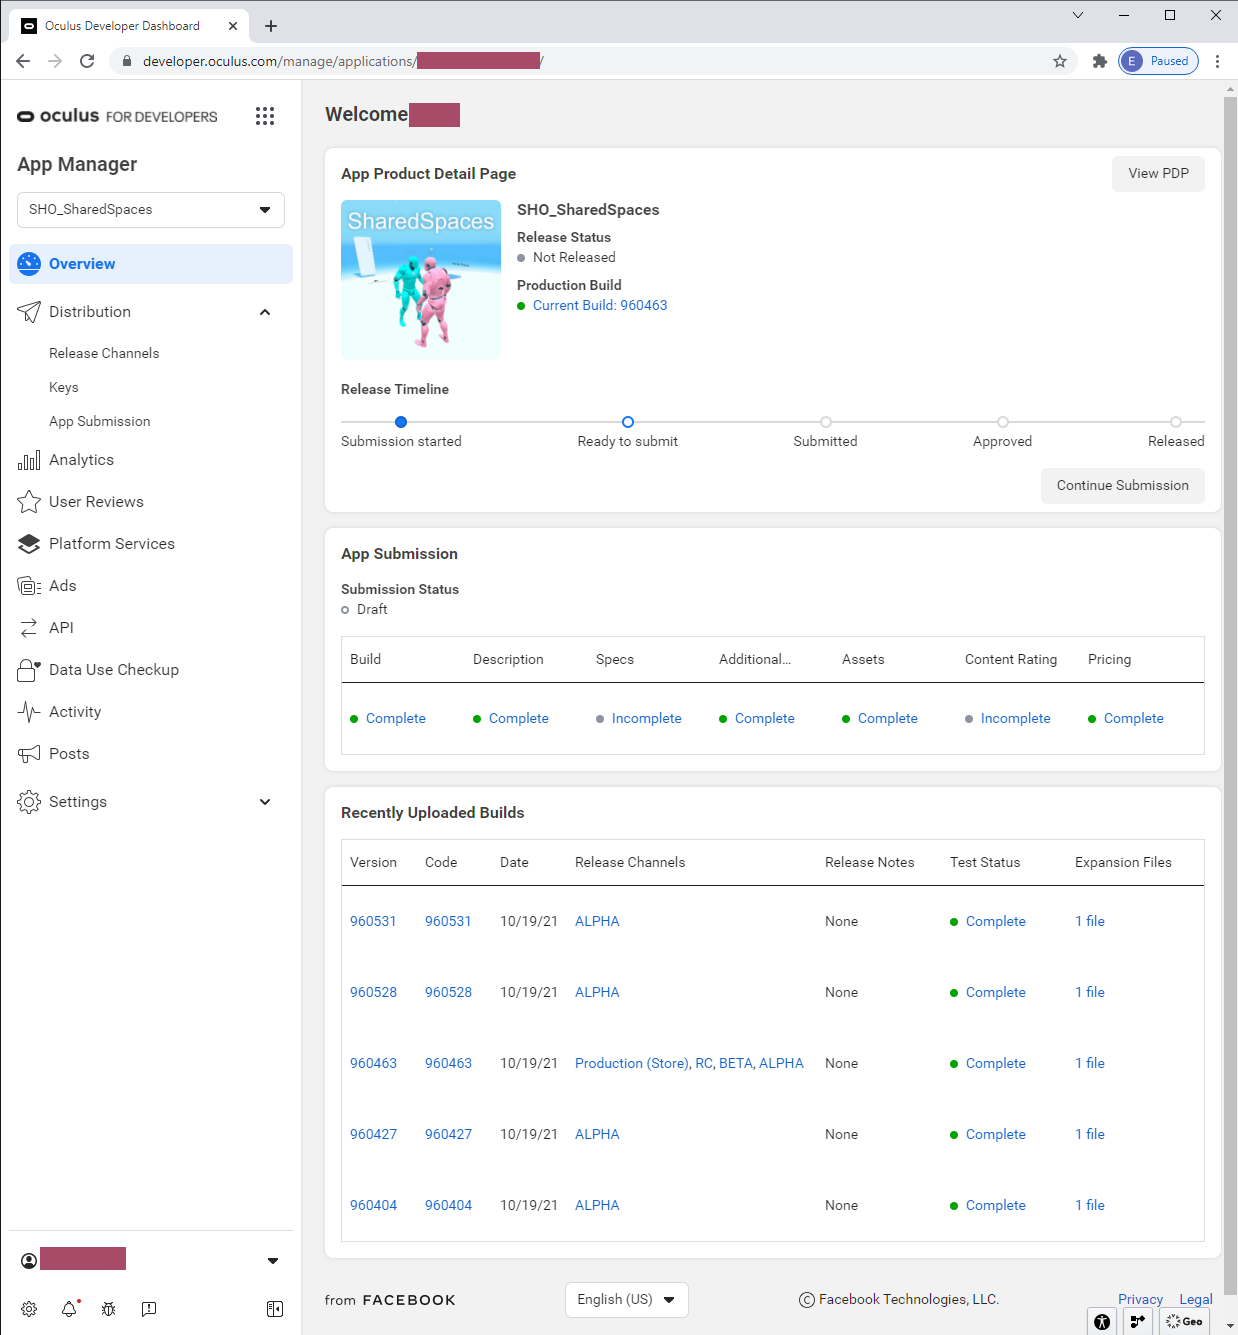 Oculus Developer Dashboard
developer.oculus.com/manage/applications/ /
E Paused
oculus FOR DEVELOPERS
App Manager
SHO_SharedSpaces
Overview
Distribution
Release Channels
Keys
App Submission
Analytics
User Reviews
Platform Services
Ads
API
Data Use Checkup
Activity
Posts
Settings
Welcome
App Product Detail Page
View PDP
SharedSpaces
SHO_SharedSpaces
Release Status
Not Released
Production Build
Current Build: 960463
Release Timeline
Submission started Ready to submit Submitted Approved Released
Continue Submission
App Submission
Submission Status
Draft
Build Description Specs Additional... Assets Content Rating Pricing
Complete Complete Incomplete Complete Complete Incomplete Complete
Recently Uploaded Builds
Version Code Date Release Channels Release Notes Test Status Expansion Files
960531 960531 10/19/21 ALPHA None Complete 1 file
960528 960528 10/19/21 ALPHA None Complete 1 file
960463 960463 10/19/21 Production (Store), RC, BETA, ALPHA None Complete 1 file
960427 960427 10/19/21 ALPHA None Complete 1 file
960404 960404 10/19/21 ALPHA None Complete 1 file
from FACEBOOK
English (US)
© Facebook Technologies, LLC.
Privacy Legal
Geo